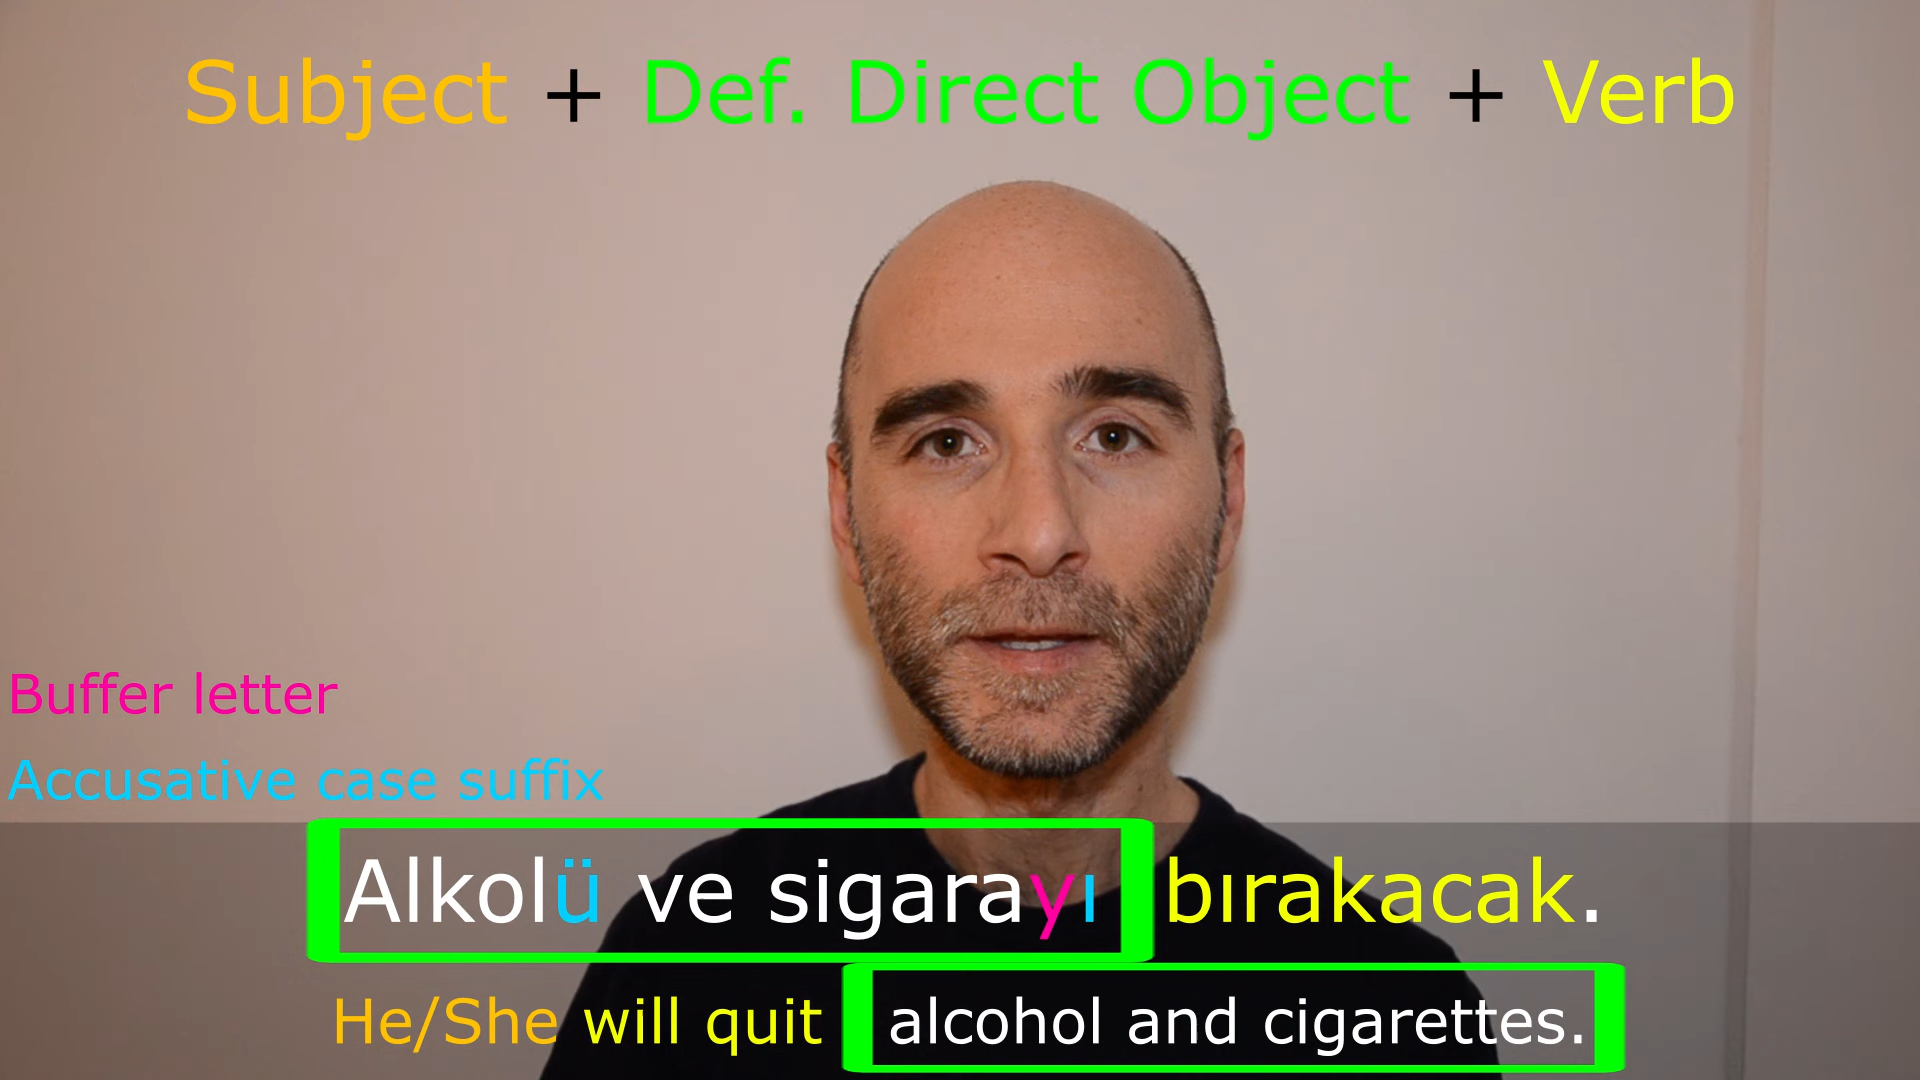 Subject + Def. Direct Object + Verb
Buffer letter
Accusative case suffix
Alkolü ve sigarayı bırakacak.
He/She will quit alcohol and cigarettes.